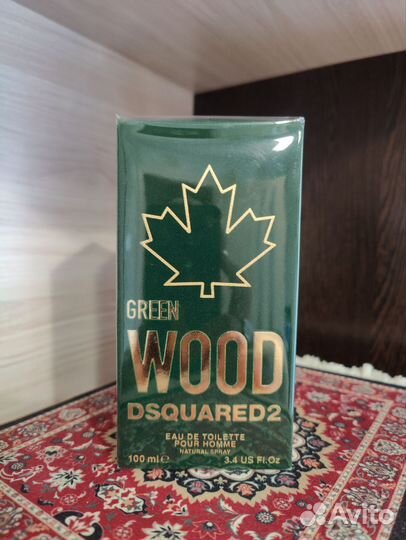 GREEN
WOOD
DSQUARED2
EAU DE TOILETTE
POUR HOMME
NATURAL SPRAY
100 ml ℮ 3.4 US Fl.Oz
Avito